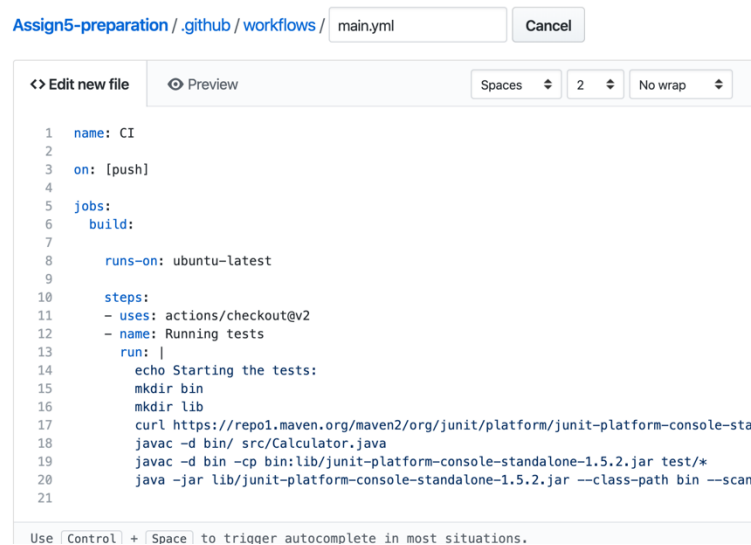 Assign5-preparation / .github / workflows / main.yml Cancel
<> Edit new file Preview Spaces 2 No wrap
1 name: CI
2
3 on: [push]
4
5 jobs:
6 build:
7
8 runs-on: ubuntu-latest
9
10 steps:
11 - uses: actions/checkout@v2
12 - name: Running tests
13 run: |
14 echo Starting the tests:
15 mkdir bin
16 mkdir lib
17 curl https://repo1.maven.org/maven2/org/junit/platform/junit-platform-console-sta
18 javac -d bin/ src/Calculator.java
19 javac -d bin -cp bin:lib/junit-platform-console-standalone-1.5.2.jar test/*
20 java -jar lib/junit-platform-console-standalone-1.5.2.jar --class-path bin --scan
21
Use Control + Space to trigger autocomplete in most situations.